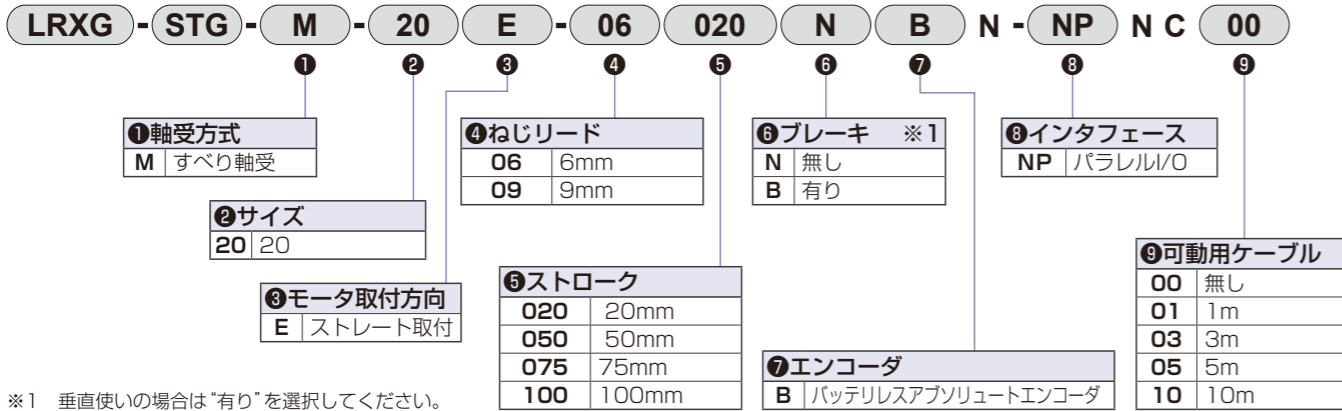 LRXG - STG - M - 20 E - 06 020 N B N - NP N C 00
❶ ❷ ❸ ❹ ❺ ❻ ❼ ❽ ❾
❶軸受方式
M すべり軸受
❷サイズ
20 20
❸モータ取付方向
E ストレート取付
❹ねじリード
06 6mm
09 9mm
❺ストローク
020 20mm
050 50mm
075 75mm
100 100mm
❻ブレーキ ※1
N 無し
B 有り
❼エンコーダ
B バッテリレスアブソリュートエンコーダ
❽インタフェース
NP パラレルI/O
❾可動用ケーブル
00 無し
01 1m
03 3m
05 5m
10 10m
※1 垂直使いの場合は“有り”を選択してください。